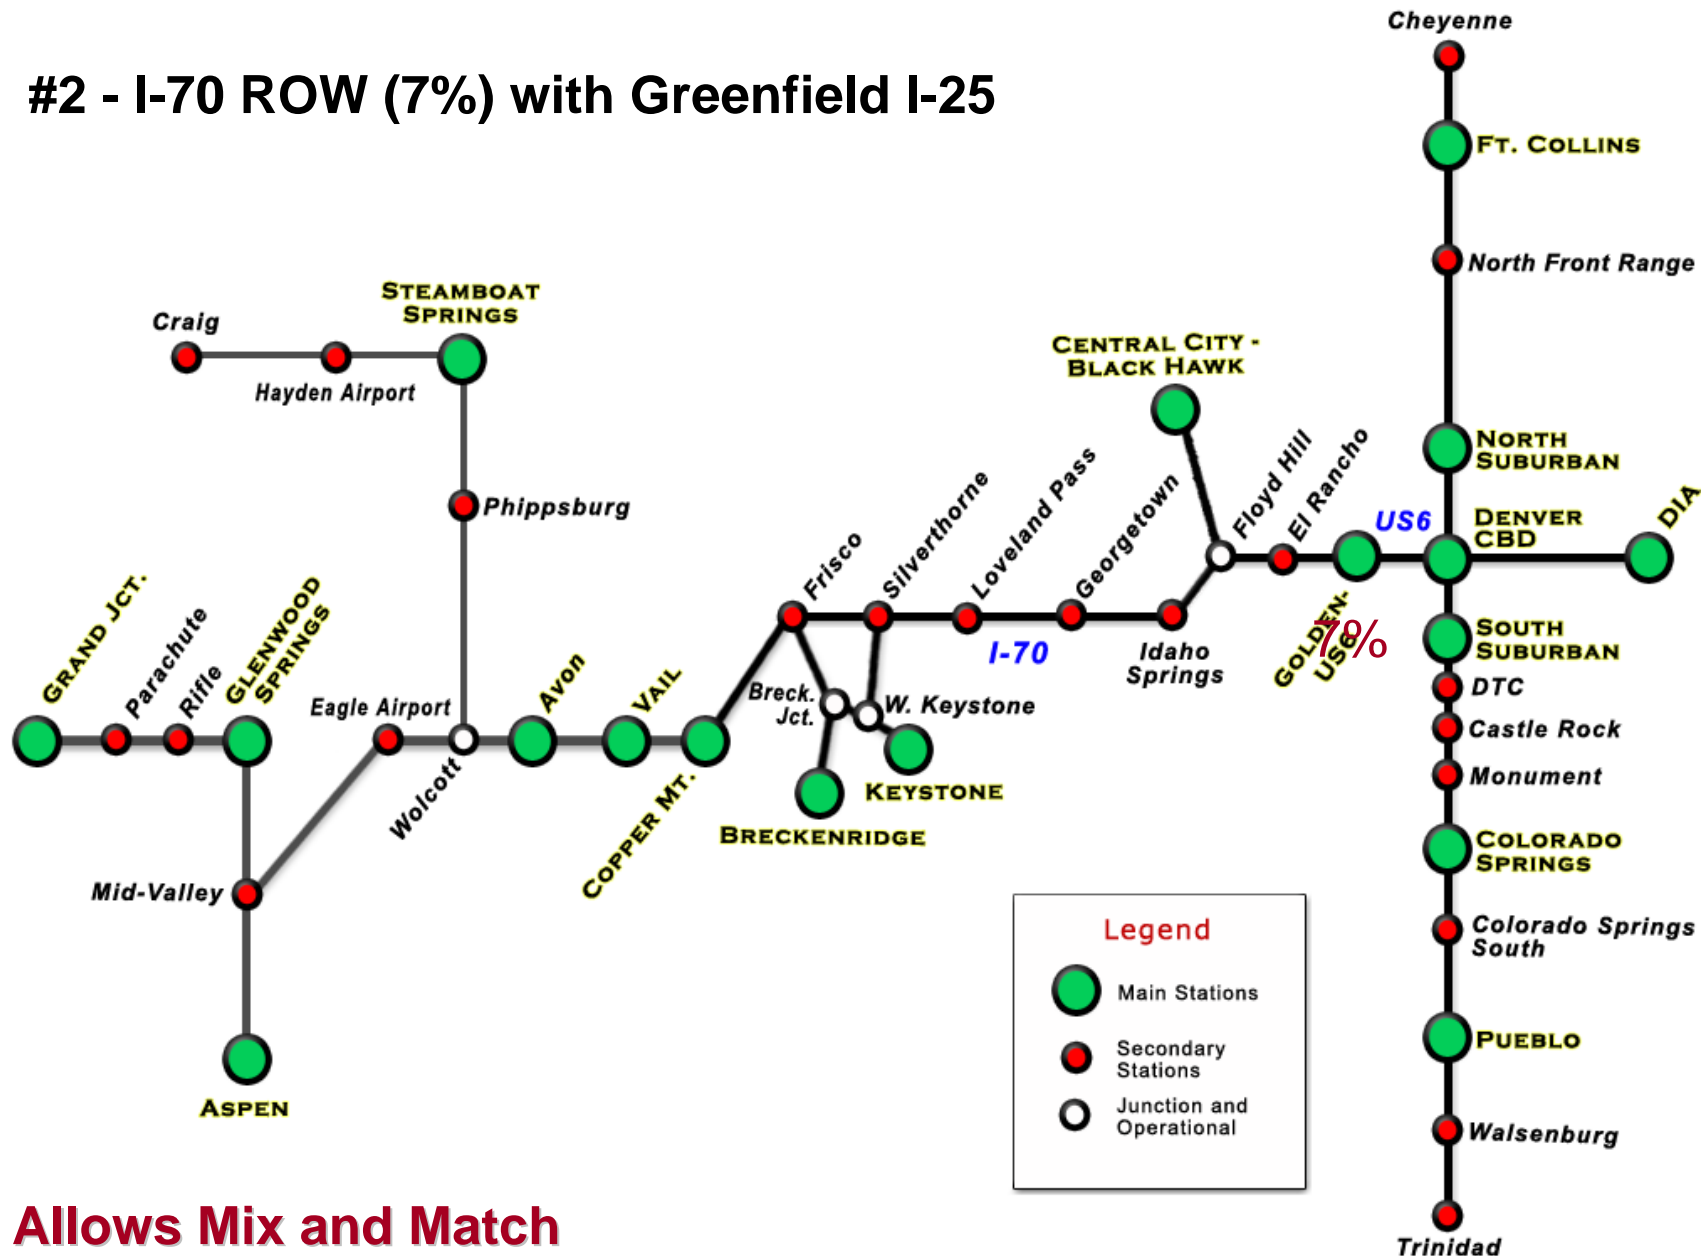 Cheyenne
#2 - I-70 ROW (7%) with Greenfield I-25
FT. COLLINS
North Front Range
STEAMBOAT
SPRINGS
Craig
Hayden Airport
CENTRAL CITY -
BLACK HAWK
NORTH
SUBURBAN
Phippsburg
Frisco
Silverthorne
Loveland Pass
Georgetown
Floyd Hill
El Rancho
US6
DENVER
CBD
DIA
GRAND JCT.
Parachute
Rifle
GLENWOOD
SPRINGS
Eagle Airport
Wolcott
Avon
VAIL
COPPER MT.
Breck.
Jct.
W. Keystone
I-70
Idaho
Springs
GOLDEN-
US6
7%
SOUTH
SUBURBAN
DTC
Castle Rock
Monument
KEYSTONE
BRECKENRIDGE
COLORADO
SPRINGS
Mid-Valley
Colorado Springs
South
Legend
Main Stations
Secondary
Stations
Junction and
Operational
PUEBLO
ASPEN
Walsenburg
Allows Mix and Match
Trinidad